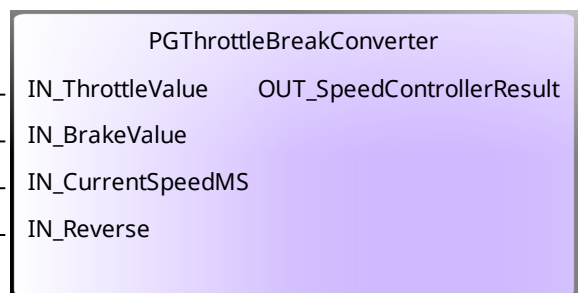 PGThrottleBreakConverter
IN_ThrottleValue OUT_SpeedControllerResult
IN_BrakeValue
IN_CurrentSpeedMS
IN_Reverse